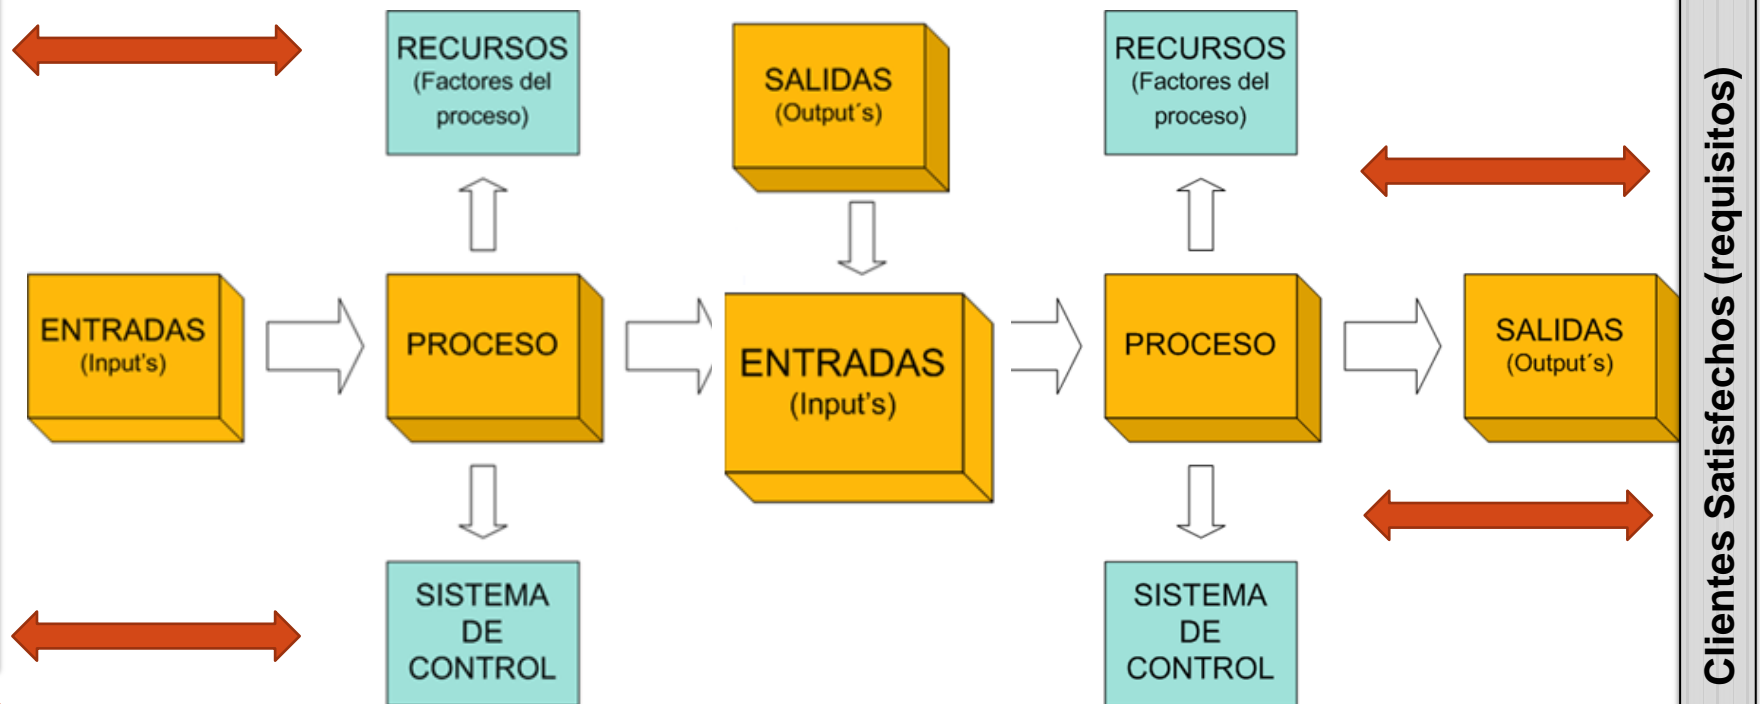 RECURSOS
(Factores del
proceso)
SALIDAS
(Output´s)
RECURSOS
(Factores del
proceso)
ENTRADAS
(Input’s)
PROCESO
ENTRADAS
(Input’s)
PROCESO
SALIDAS
(Output´s)
SISTEMA
DE
CONTROL
SISTEMA
DE
CONTROL
Clientes Satisfechos (requisitos)